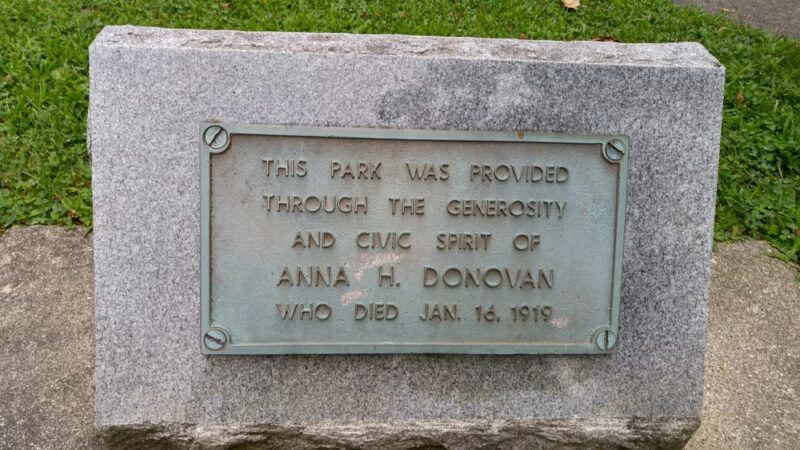 THIS PARK WAS PROVIDED
THROUGH THE GENEROSITY
AND CIVIC SPIRIT OF
ANNA H. DONOVAN
WHO DIED JAN. 16, 1919